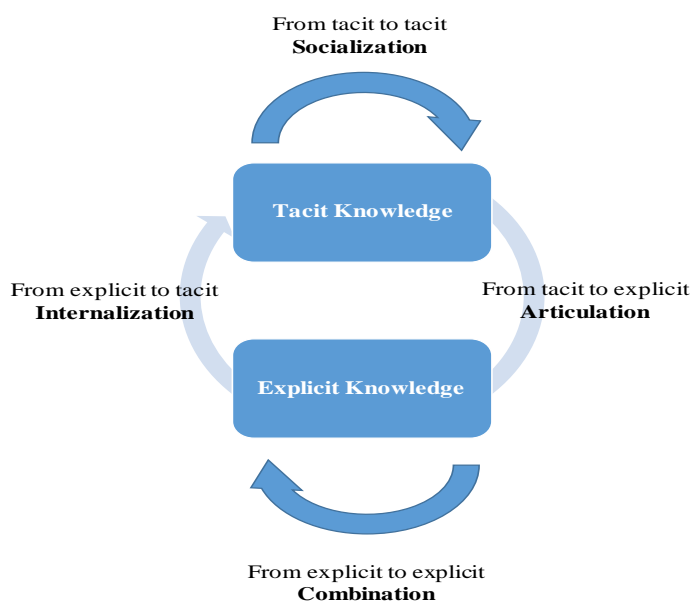 From tacit to tacit
Socialization
Tacit Knowledge
From explicit to tacit
Internalization
From tacit to explicit
Articulation
Explicit Knowledge
From explicit to explicit
Combination